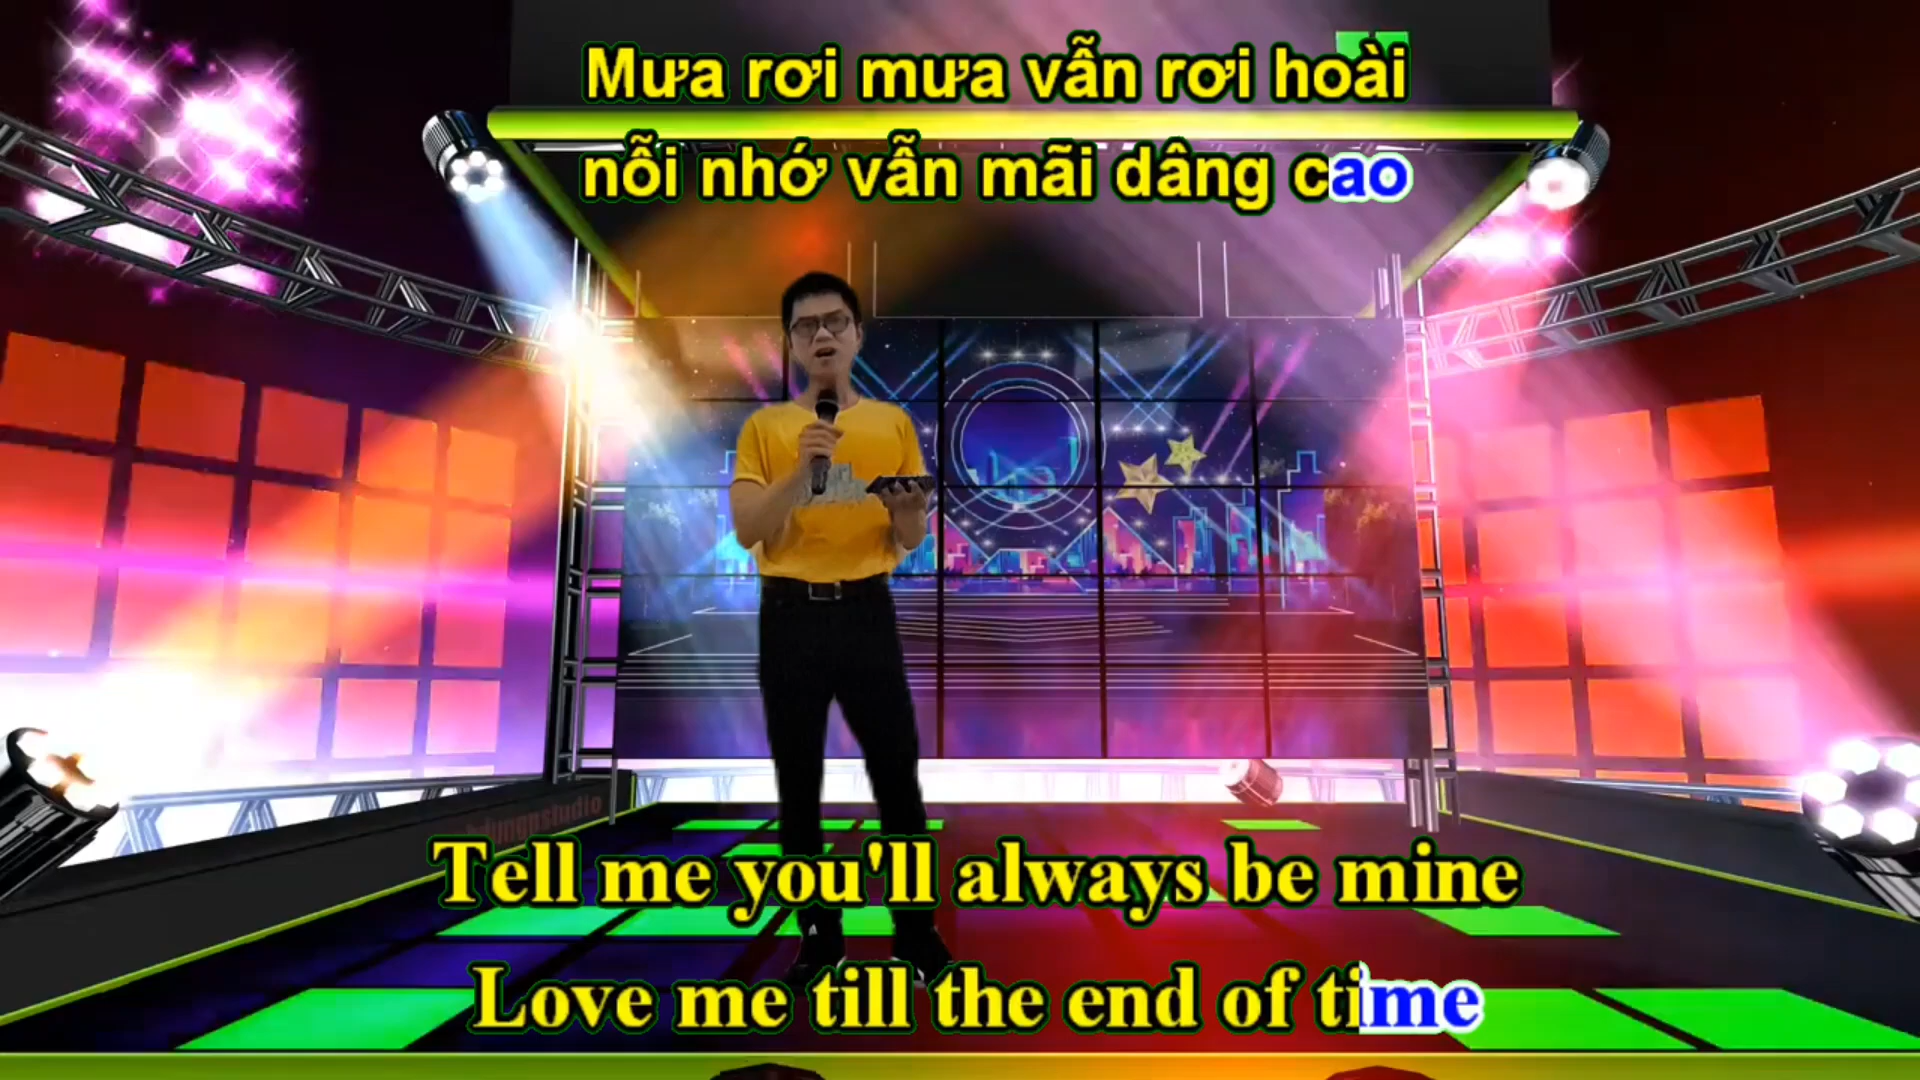 Mưa rơi mưa vẫn rơi hoài
nỗi nhớ vẫn mãi dâng cao
Tell me you'll always be mine
Love me till the end of time